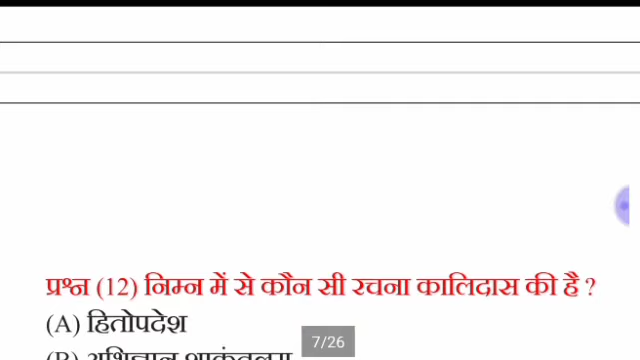 प्रश्न (12) निम्न में से कौन सी रचना कालिदास की है ?
(A) हितोपदेश
7/26